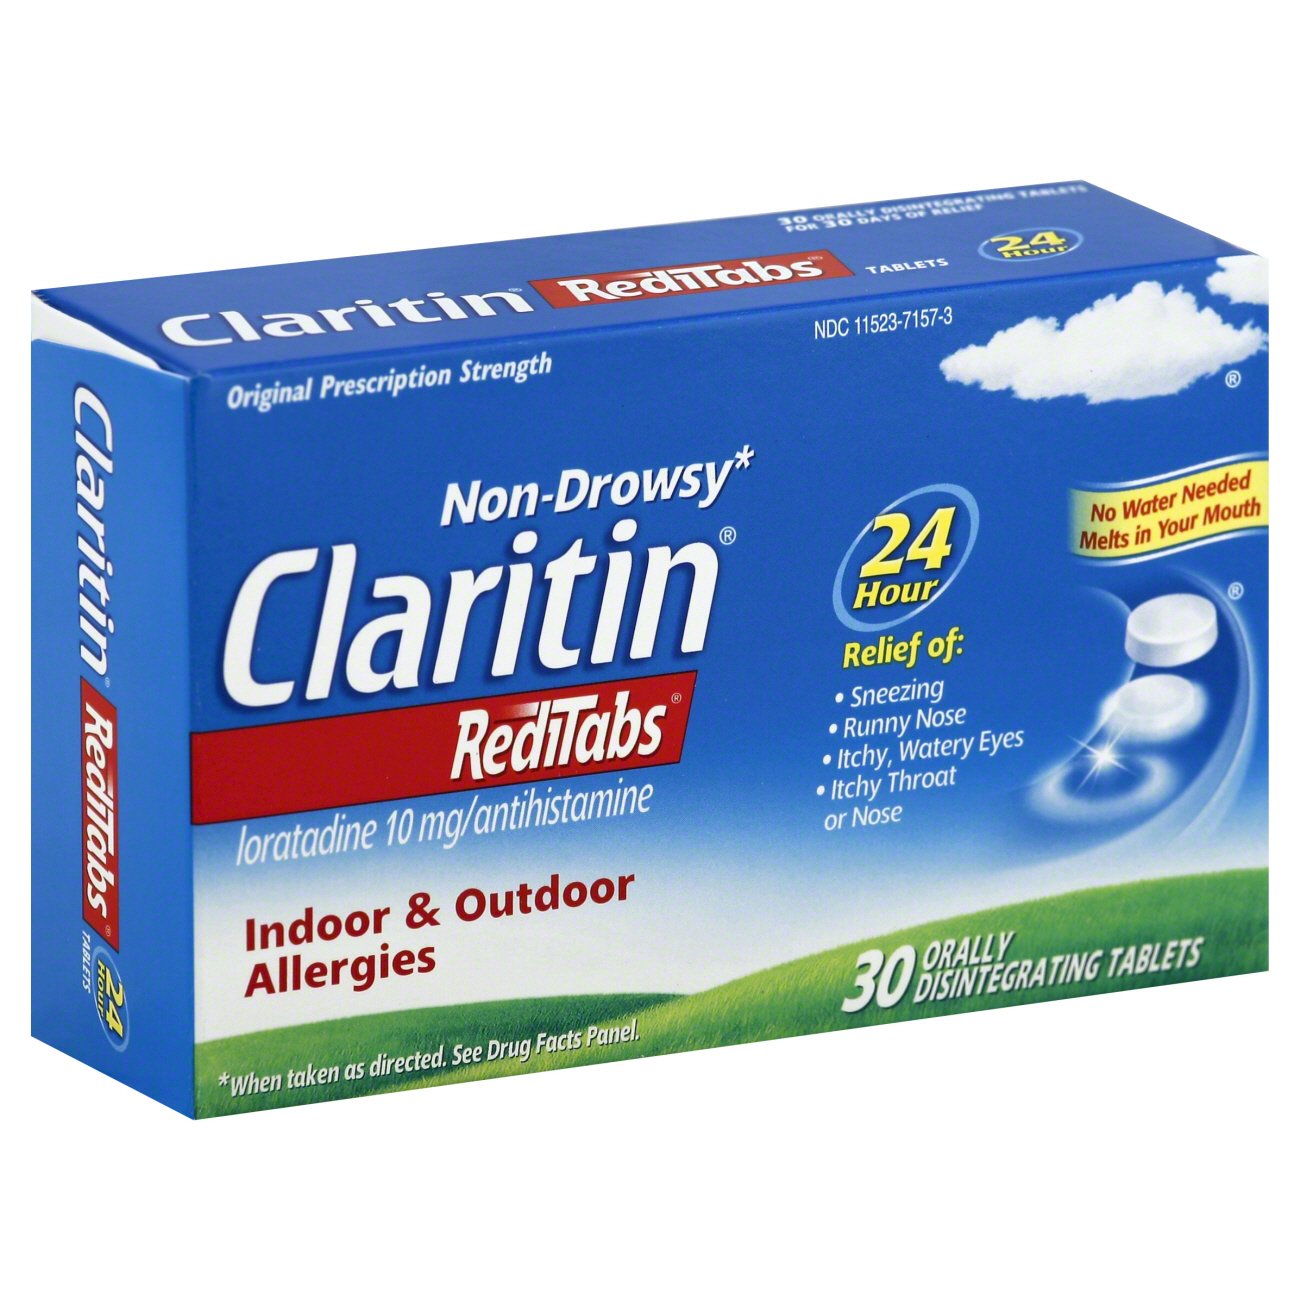 30 ORALLY DISINTEGRATING TABLETS
FOR 30 DAYS OF RELIEF
Claritin® RediTabs® TABLETS
24
Hour
Original Prescription Strength
NDC 11523-7157-3
®
Non-Drowsy*
Claritin®
RediTabs®
loratadine 10 mg/antihistamine
Indoor & Outdoor
Allergies
*When taken as directed. See Drug Facts Panel.
24
Hour
Relief of:
• Sneezing
• Runny Nose
• Itchy, Watery Eyes
• Itchy Throat
or Nose
No Water Needed
Melts in Your Mouth
®
30 ORALLY
DISINTEGRATING TABLETS
Claritin® RediTabs®
TABLETS
24
Hour